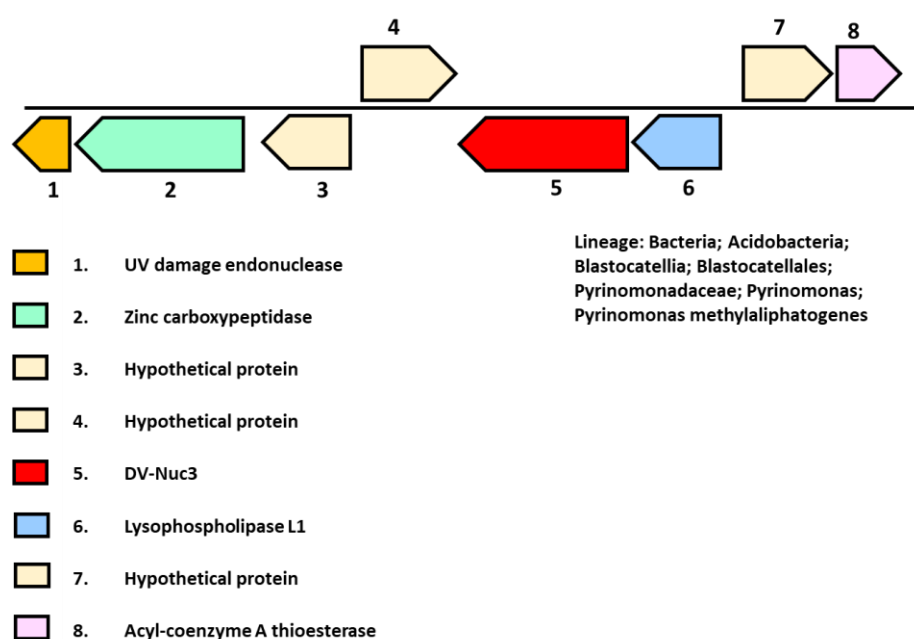 4
7
8
1
2
3
5
6
1. UV damage endonuclease
2. Zinc carboxypeptidase
3. Hypothetical protein
4. Hypothetical protein
5. DV-Nuc3
6. Lysophospholipase L1
7. Hypothetical protein
8. Acyl-coenzyme A thioesterase
Lineage: Bacteria; Acidobacteria;
Blastocatellia; Blastocatellales;
Pyrinomonadaceae; Pyrinomonas;
Pyrinomonas methylaliphatogenes